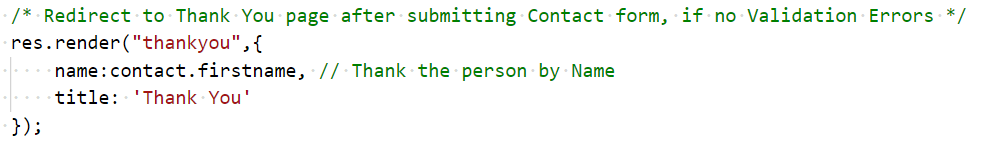 /* Redirect to Thank You page after submitting Contact form, if no Validation Errors */
res.render("thankyou",{
    name:contact.firstname, // Thank the person by Name
    title: 'Thank You'
});